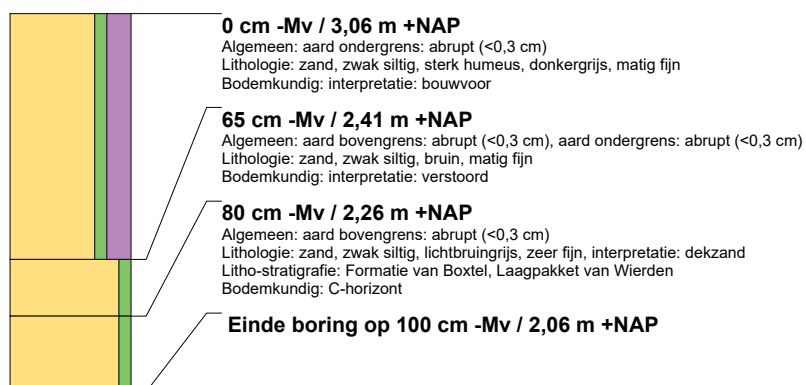 0 cm -Mv / 3,06 m +NAP
Algemeen: aard ondergrens: abrupt (<0,3 cm)
Lithologie: zand, zwak siltig, sterk humeus, donkergrijs, matig fijn
Bodemkundig: interpretatie: bouwvoor
65 cm -Mv / 2,41 m +NAP
Algemeen: aard bovengrens: abrupt (<0,3 cm), aard ondergrens: abrupt (<0,3 cm)
Lithologie: zand, zwak siltig, bruin, matig fijn
Bodemkundig: interpretatie: verstoord
80 cm -Mv / 2,26 m +NAP
Algemeen: aard bovengrens: abrupt (<0,3 cm)
Lithologie: zand, zwak siltig, lichtbruingrijs, zeer fijn, interpretatie: dekzand
Litho-stratigrafie: Formatie van Boxtel, Laagpakket van Wierden
Bodemkundig: C-horizont
Einde boring op 100 cm -Mv / 2,06 m +NAP